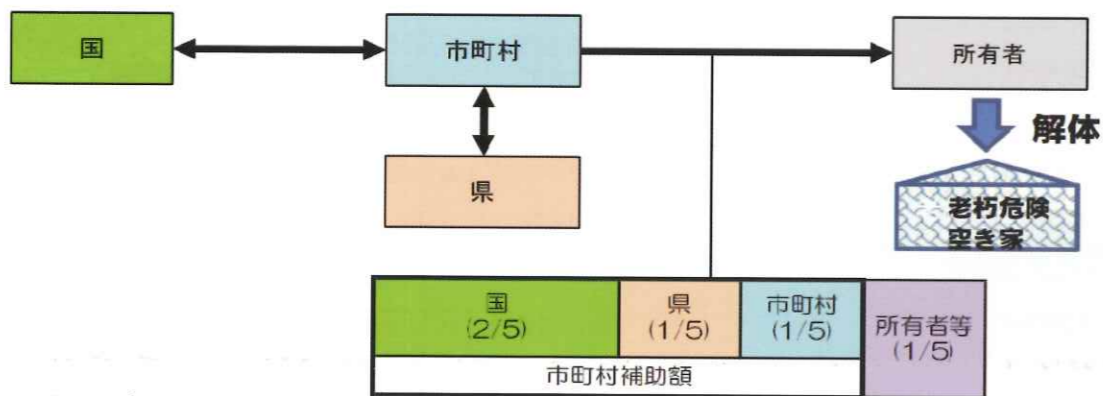 国
市町村
所有者
解体
県
老朽危険
空き家
国
(2/5)
県
(1/5)
市町村
(1/5)
所有者等
(1/5)
市町村補助額